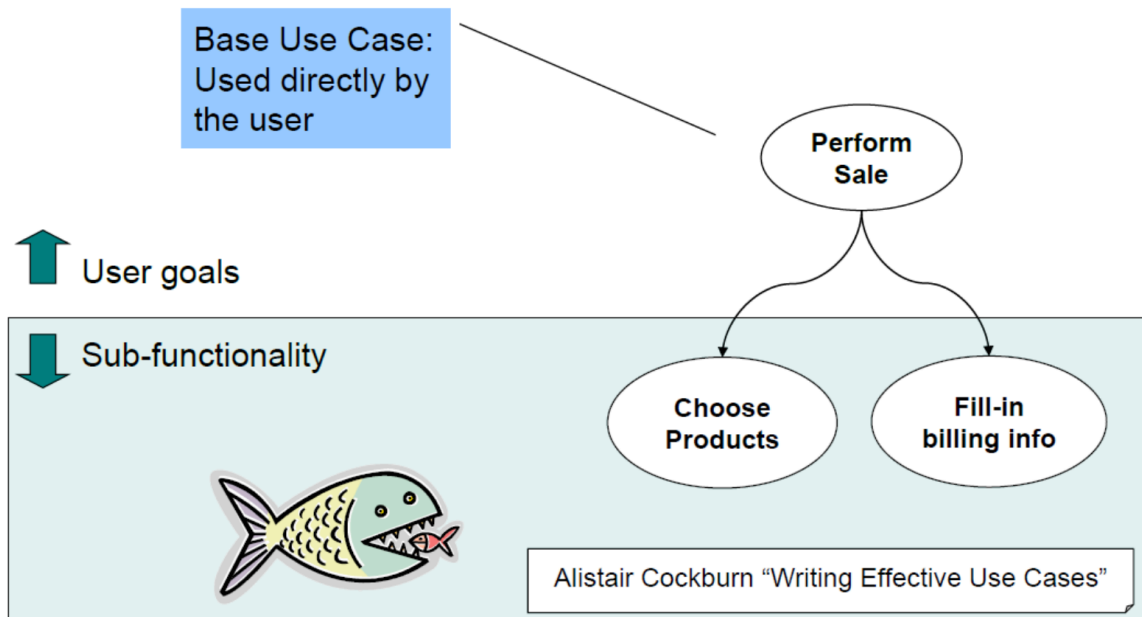 Base Use Case:
Used directly by
the user
Perform
Sale
User goals
Sub-functionality
Choose
Products
Fill-in
billing info
Alistair Cockburn “Writing Effective Use Cases”